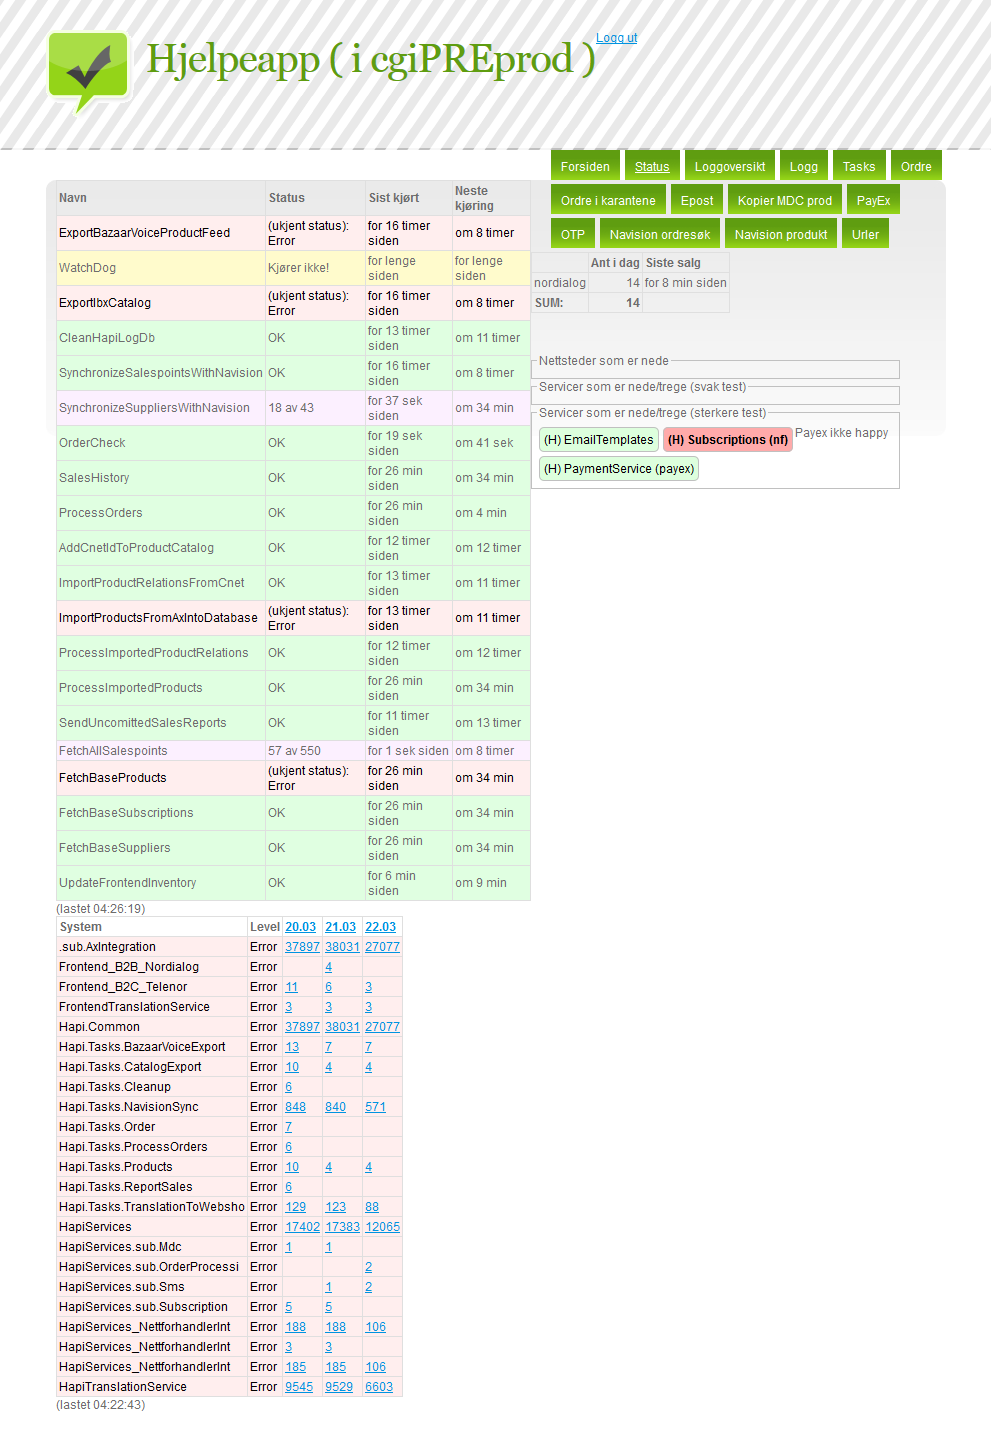 Hjelpeapp ( i cgiPREprod )
Logg ut
Forsiden Status Loggoversikt Logg Tasks Ordre
Ordre i karantene Epost Kopier MDC prod PayEx
OTP Navision ordresøk Navision produkt Urler
Navn Status Sist kjørt Neste
kjøring
ExportBazaarVoiceProductFeed (ukjent status): Error for 16 timer siden om 8 timer
WatchDog Kjører ikke! for lenge siden for lenge siden
ExportIbxCatalog (ukjent status): Error for 16 timer siden om 8 timer
CleanHapiLogDb OK for 13 timer siden om 11 timer
SynchronizeSalespointsWithNavision OK for 16 timer siden om 8 timer
SynchronizeSuppliersWithNavision 18 av 43 for 37 sek siden om 34 min
OrderCheck OK for 19 sek siden om 41 sek
SalesHistory OK for 26 min siden om 34 min
ProcessOrders OK for 26 min siden om 4 min
AddCnetIdToProductCatalog OK for 12 timer siden om 12 timer
ImportProductRelationsFromCnet OK for 13 timer siden om 11 timer
ImportProductsFromAxIntoDatabase (ukjent status): Error for 13 timer siden om 11 timer
ProcessImportedProductRelations OK for 12 timer siden om 12 timer
ProcessImportedProducts OK for 26 min siden om 34 min
SendUncomittedSalesReports OK for 11 timer siden om 13 timer
FetchAllSalespoints 57 av 550 for 1 sek siden om 8 timer
FetchBaseProducts (ukjent status): Error for 26 min siden om 34 min
FetchBaseSubscriptions OK for 26 min siden om 34 min
FetchBaseSuppliers OK for 26 min siden om 34 min
UpdateFrontendInventory OK for 6 min siden om 9 min
(lastet 04:26:19)
Ant i dag Siste salg
nordialog 14 for 8 min siden
SUM: 14
Nettsteder som er nede
Servicer som er nede/trege (svak test)
Servicer som er nede/trege (sterkere test)
(H) EmailTemplates (H) Subscriptions (nf) Payex ikke happy
(H) PaymentService (payex)
System Level 20.03 21.03 22.03
.sub.AxIntegration Error 37897 38031 27077
Frontend_B2B_Nordialog Error 4
Frontend_B2C_Telenor Error 11 6 3
FrontendTranslationService Error 3 3 3
Hapi.Common Error 37897 38031 27077
Hapi.Tasks.BazaarVoiceExport Error 13 7 7
Hapi.Tasks.CatalogExport Error 10 4 4
Hapi.Tasks.Cleanup Error 6
Hapi.Tasks.NavisionSync Error 848 840 571
Hapi.Tasks.Order Error 7
Hapi.Tasks.ProcessOrders Error 6
Hapi.Tasks.Products Error 10 4 4
Hapi.Tasks.ReportSales Error 6
Hapi.Tasks.TranslationToWebsho Error 129 123 88
HapiServices Error 17402 17383 12065
HapiServices.sub.Mdc Error 1 1
HapiServices.sub.OrderProcessi Error 2
HapiServices.sub.Sms Error 1 2
HapiServices.sub.Subscription Error 5 5
HapiServices_NettforhandlerInt Error 188 188 106
HapiServices_NettforhandlerInt Error 3 3
HapiServices_NettforhandlerInt Error 185 185 106
HapiTranslationService Error 9545 9529 6603
(lastet 04:22:43)